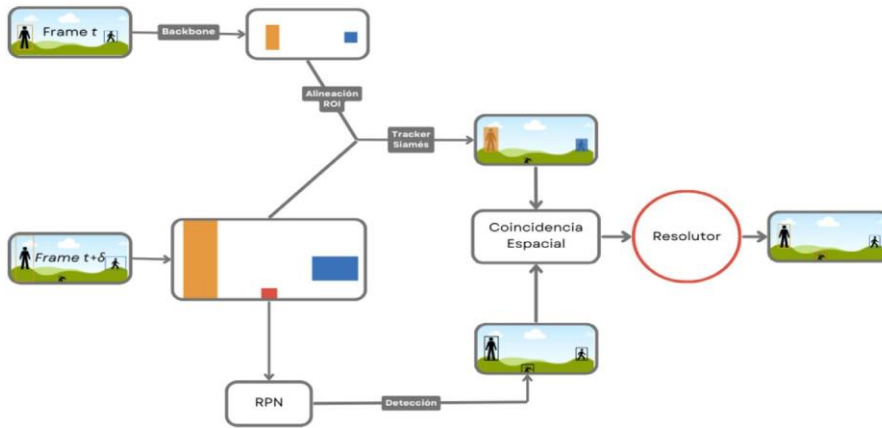 Frame t
Backbone
Alineación
ROI
Tracker
Siamés
Frame t+δ
Coincidencia
Espacial
Resolutor
RPN
Detección